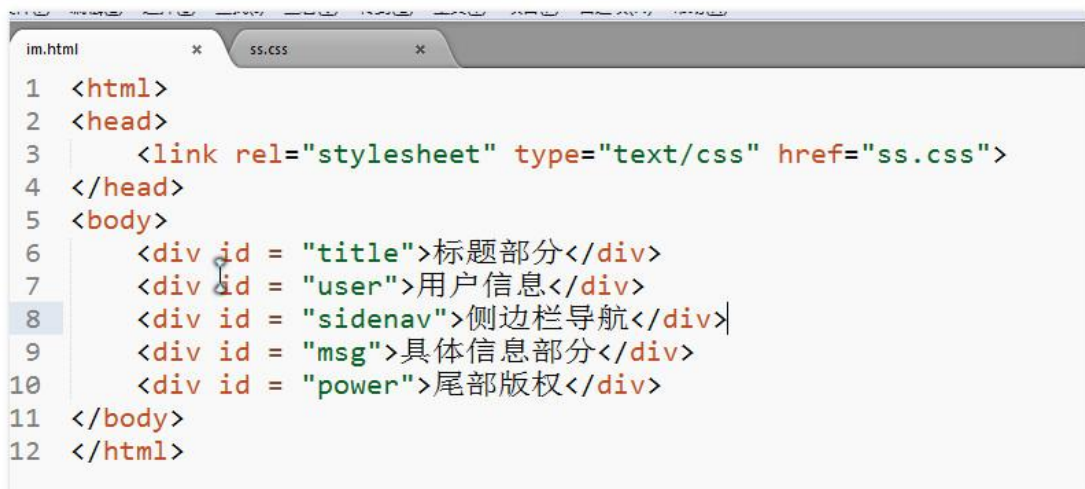 im.html × ss.css ×
1 <html>
2 <head>
3     <link rel="stylesheet" type="text/css" href="ss.css">
4 </head>
5 <body>
6     <div id = "title">标题部分</div>
7     <div id = "user">用户信息</div>
8     <div id = "sidenav">侧边栏导航</div>
9     <div id = "msg">具体信息部分</div>
10     <div id = "power">尾部版权</div>
11 </body>
12 </html>